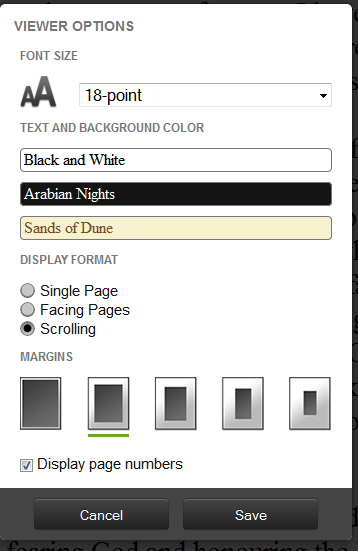 VIEWER OPTIONS
FONT SIZE
AA 18-point
TEXT AND BACKGROUND COLOR
Black and White
Arabian Nights
Sands of Dune
DISPLAY FORMAT
Single Page
Facing Pages
Scrolling
MARGINS
Display page numbers
Cancel Save
fearing God and honouring the